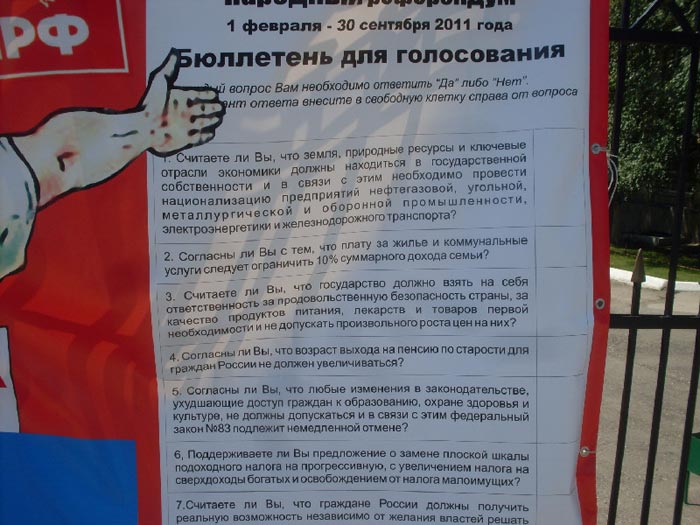 РФ
Народный референдум
1 февраля - 30 сентября 2011 года
Бюллетень для голосования
вопрос Вам необходимо ответить "Да" либо "Нет".
ответа внесите в свободную клетку справа от вопроса
1. Считаете ли Вы, что земля, природные ресурсы и ключевые
отрасли экономики должны находиться в государственной
собственности и в связи с этим необходимо провести
национализацию предприятий нефтегазовой, угольной,
металлургической и оборонной промышленности,
электроэнергетики и железнодорожного транспорта?
2. Согласны ли Вы с тем, что плату за жилье и коммунальные
услуги следует ограничить 10% суммарного дохода семьи?
3. Считаете ли Вы, что государство должно взять на себя
ответственность за продовольственную безопасность страны, за
качество продуктов питания, лекарств и товаров первой
необходимости и не допускать произвольного роста цен на них?
4. Согласны ли Вы, что возраст выхода на пенсию по старости для
граждан России не должен увеличиваться?
5. Согласны ли Вы, что любые изменения в законодательстве,
ухудшающие доступ граждан к образованию, охране здоровья и
культуре, не должны допускаться и в связи с этим федеральный
закон №83 подлежит немедленной отмене?
6, Поддерживаете ли Вы предложение о замене плоской шкалы
подоходного налога на прогрессивную, с увеличением налога на
сверхдоходы богатых и освобождением от налога малоимущих?
7.Считаете ли Вы, что граждане России должны получить
реальную возможность независимо от желания властей решать